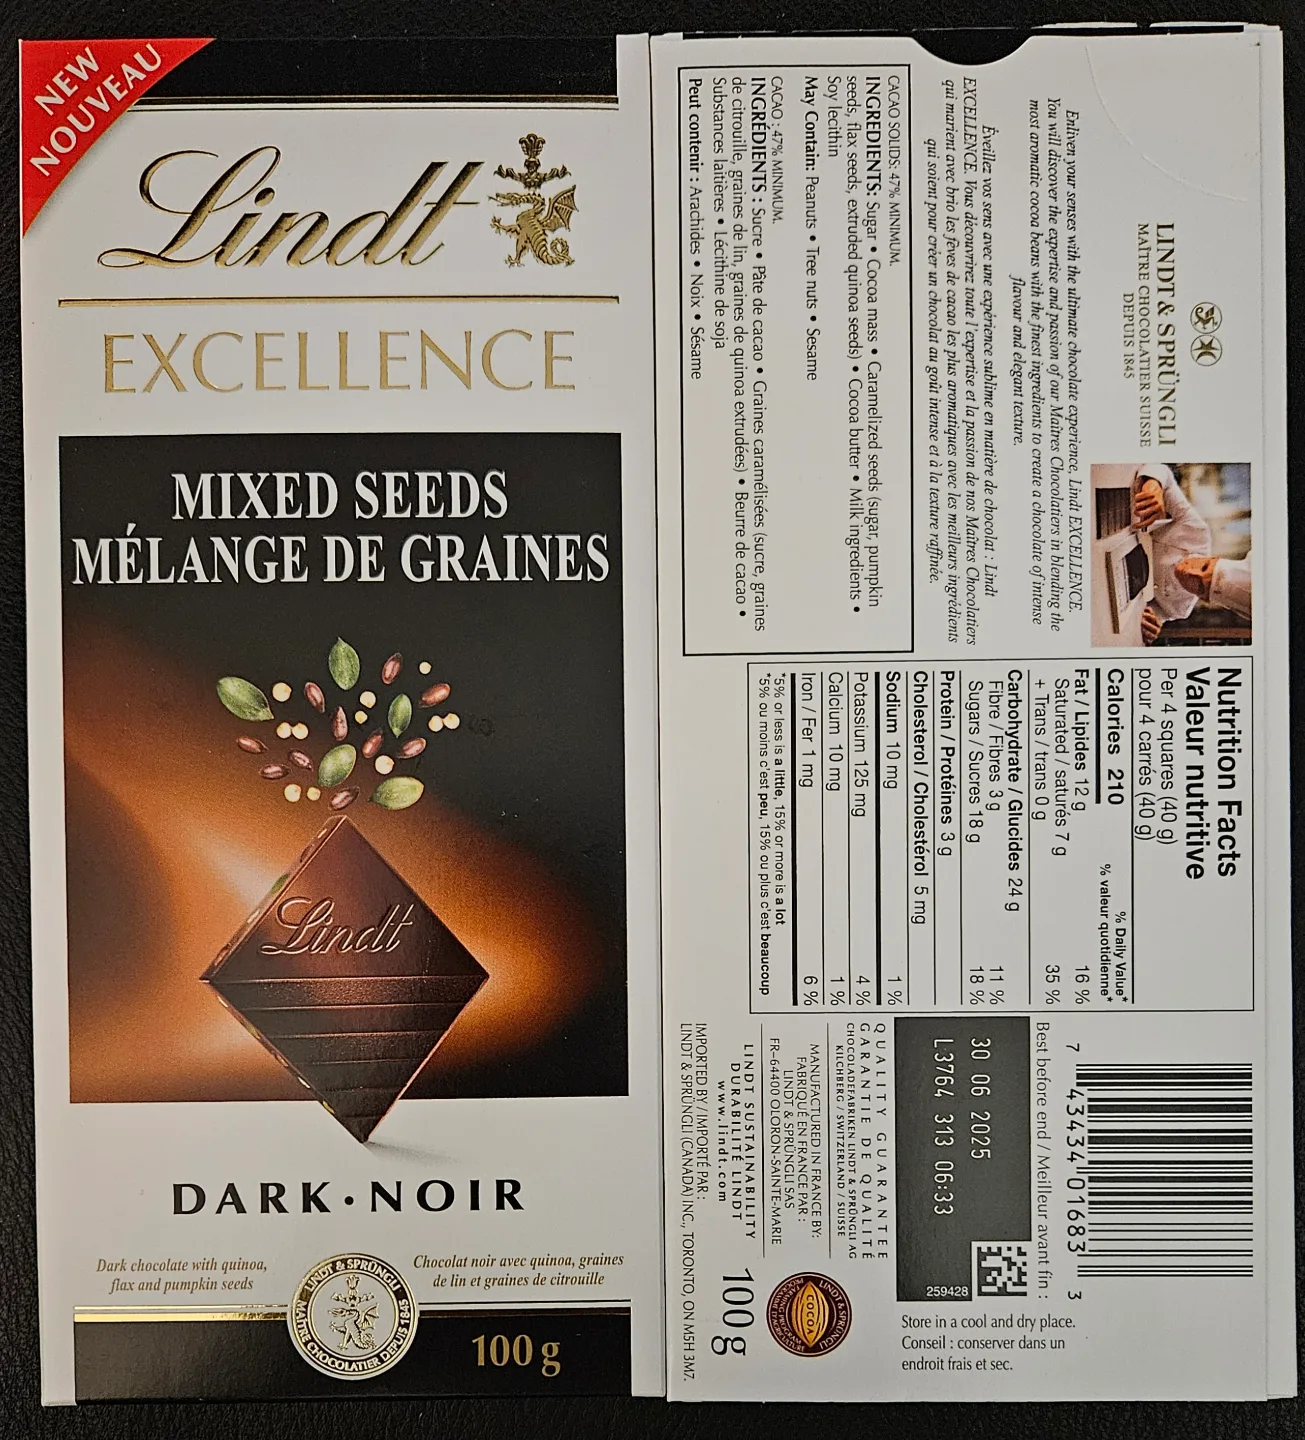 NEW
NOUVEAU
Lindt
EXCELLENCE
MIXED SEEDS
MÉLANGE DE GRAINES
Lindt
DARK • NOIR
Dark chocolate with quinoa,
flax and pumpkin seeds
Chocolat noir avec quinoa, graines
de lin et graines de citrouille
LINDT & SPRÜNGLI
MAÎTRE CHOCOLATIER DEPUIS 1845
100 g
LINDT & SPRÜNGLI
MAÎTRE CHOCOLATIER SUISSE
DEPUIS 1845
Enliven your senses with the ultimate chocolate experience, Lindt EXCELLENCE.
You will discover the expertise and passion of our Maîtres Chocolatiers in blending the
most aromatic cocoa beans with the finest ingredients to create a chocolate of intense
flavour and elegant texture.
Éveillez vos sens avec une expérience sublime en matière de chocolat : Lindt
EXCELLENCE. Vous découvrirez toute l'expertise et la passion de nos Maîtres Chocolatiers
qui marient avec brio les fèves de cacao les plus aromatiques avec les meilleurs ingrédients
qui soient pour créer un chocolat au goût intense et à la texture raffinée.
CACAO SOLIDS: 47% MINIMUM.
INGREDIENTS: Sugar • Cocoa mass • Caramelized seeds (sugar, pumpkin
seeds, flax seeds, extruded quinoa seeds) • Cocoa butter • Milk ingredients •
Soy lecithin
May Contain: Peanuts • Tree nuts • Sesame
CACAO : 47% MINIMUM.
INGRÉDIENTS : Sucre • Pâte de cacao • Graines caramélisées (sucre, graines
de citrouille, graines de lin, graines de quinoa extrudées) • Beurre de cacao •
Substances laitières • Lécithine de soja
Peut contenir : Arachides • Noix • Sésame
Nutrition Facts
Valeur nutritive
Per 4 squares (40 g)
pour 4 carrés (40 g)
Calories 210
% Daily Value*
% valeur quotidienne*
Fat / Lipides 12 g 16 %
Saturated / saturés 7 g
+ Trans / trans 0 g 35 %
Carbohydrate / Glucides 24 g
Fibre / Fibres 3 g 11 %
Sugars / Sucres 18 g 18 %
Protein / Protéines 3 g
Cholesterol / Cholestérol 5 mg
Sodium 10 mg 1 %
Potassium 125 mg 4 %
Calcium 10 mg 1 %
Iron / Fer 1 mg 6 %
*5% or less is a little, 15% or more is a lot
*5% ou moins c'est peu, 15% ou plus c'est beaucoup
7 43434 01683 3
Best before end / Meilleur avant fin :
30 06 2025
L3764 313 06:33
259428
Store in a cool and dry place.
Conseil : conserver dans un
endroit frais et sec.
QUALITY GUARANTEE
GARANTIE DE QUALITÉ
CHOCOLADEFABRIKEN LINDT & SPRÜNGLI AG
KILCHBERG / SWITZERLAND / SUISSE
MANUFACTURED IN FRANCE BY:
FABRIQUÉ EN FRANCE PAR :
LINDT & SPRÜNGLI SAS
FR–64400 OLORON-SAINTE-MARIE
LINDT SUSTAINABILITY
DURABILITÉ LINDT
www.lindt.com
IMPORTED BY / IMPORTÉ PAR :
LINDT & SPRÜNGLI (CANADA) INC., TORONTO, ON M5H 3M7.
LINDT & SPRÜNGLI
COCOA
100 g